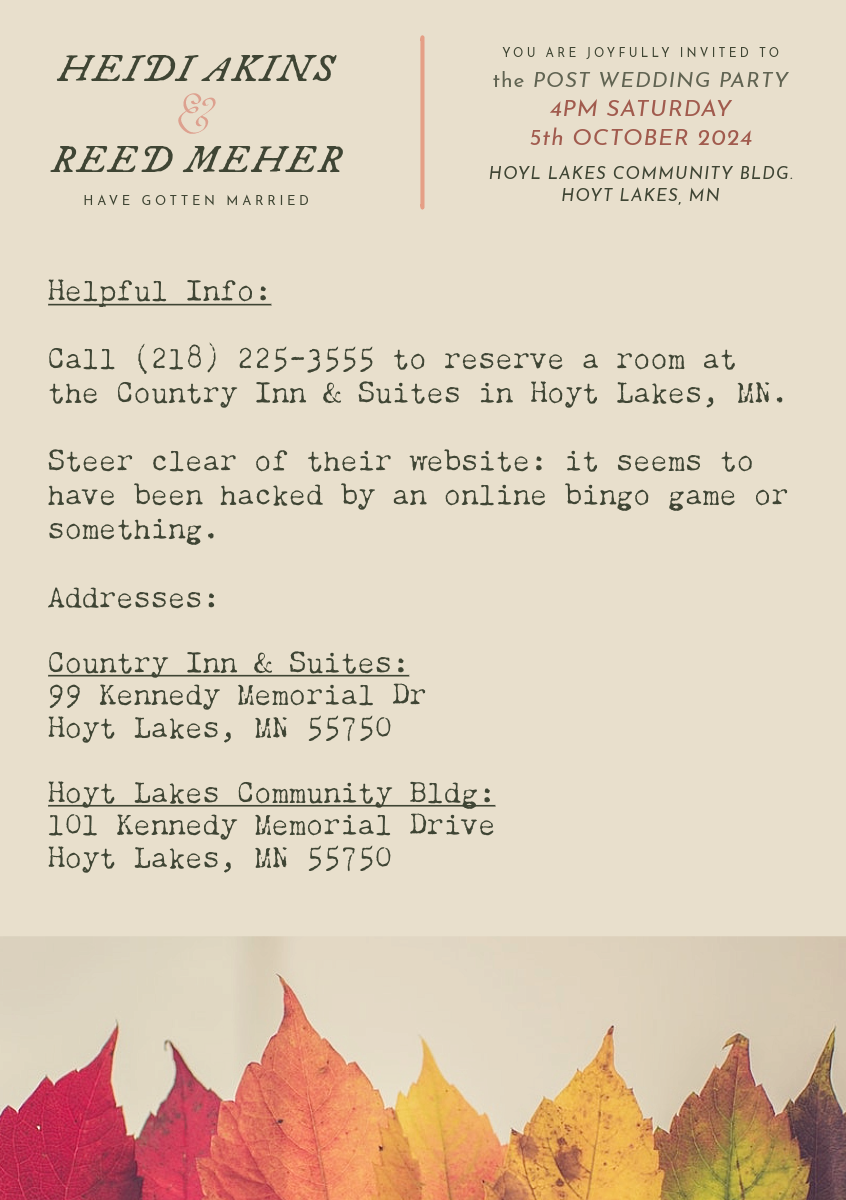 HEIDI AKINS
&
REED MEHER
HAVE GOTTEN MARRIED
YOU ARE JOYFULLY INVITED TO
the POST WEDDING PARTY
4PM SATURDAY
5th OCTOBER 2024
HOYL LAKES COMMUNITY BLDG.
HOYT LAKES, MN
Helpful Info:
Call (218) 225-3555 to reserve a room at
the Country Inn & Suites in Hoyt Lakes, MN.
Steer clear of their website: it seems to
have been hacked by an online bingo game or
something.
Addresses:
Country Inn & Suites:
99 Kennedy Memorial Dr
Hoyt Lakes, MN 55750
Hoyt Lakes Community Bldg:
101 Kennedy Memorial Drive
Hoyt Lakes, MN 55750